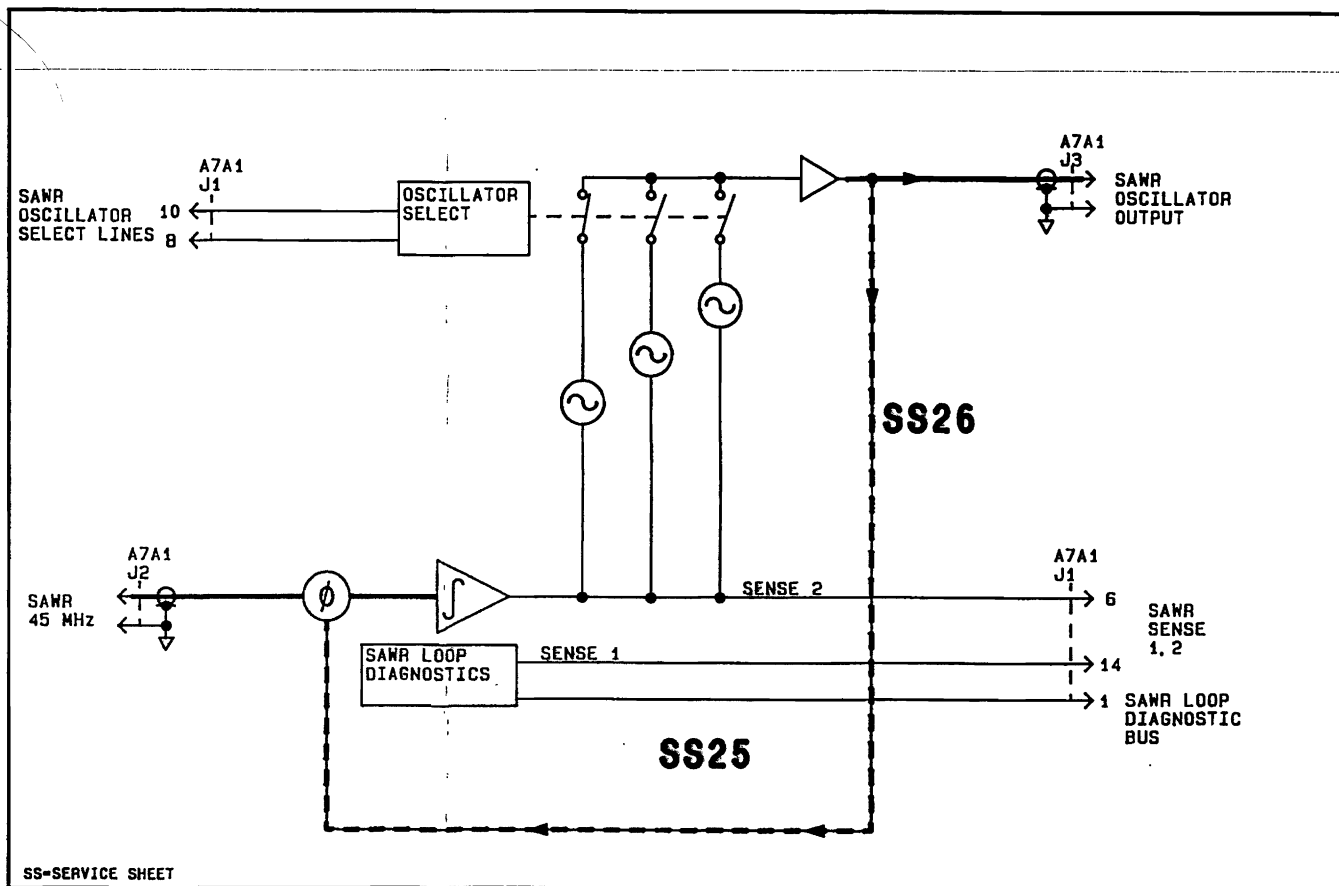 A7A1
J1
SAWR
OSCILLATOR
SELECT LINES
10
8
OSCILLATOR
SELECT
A7A1
J3
SAWR
OSCILLATOR
OUTPUT
SS26
A7A1
J2
SAWR
45 MHz
φ
∫
SENSE 2
A7A1
J1
6
SAWR
SENSE
1, 2
SAWR LOOP
DIAGNOSTICS
SENSE 1
14
1
SAWR LOOP
DIAGNOSTIC
BUS
SS25
SS=SERVICE SHEET